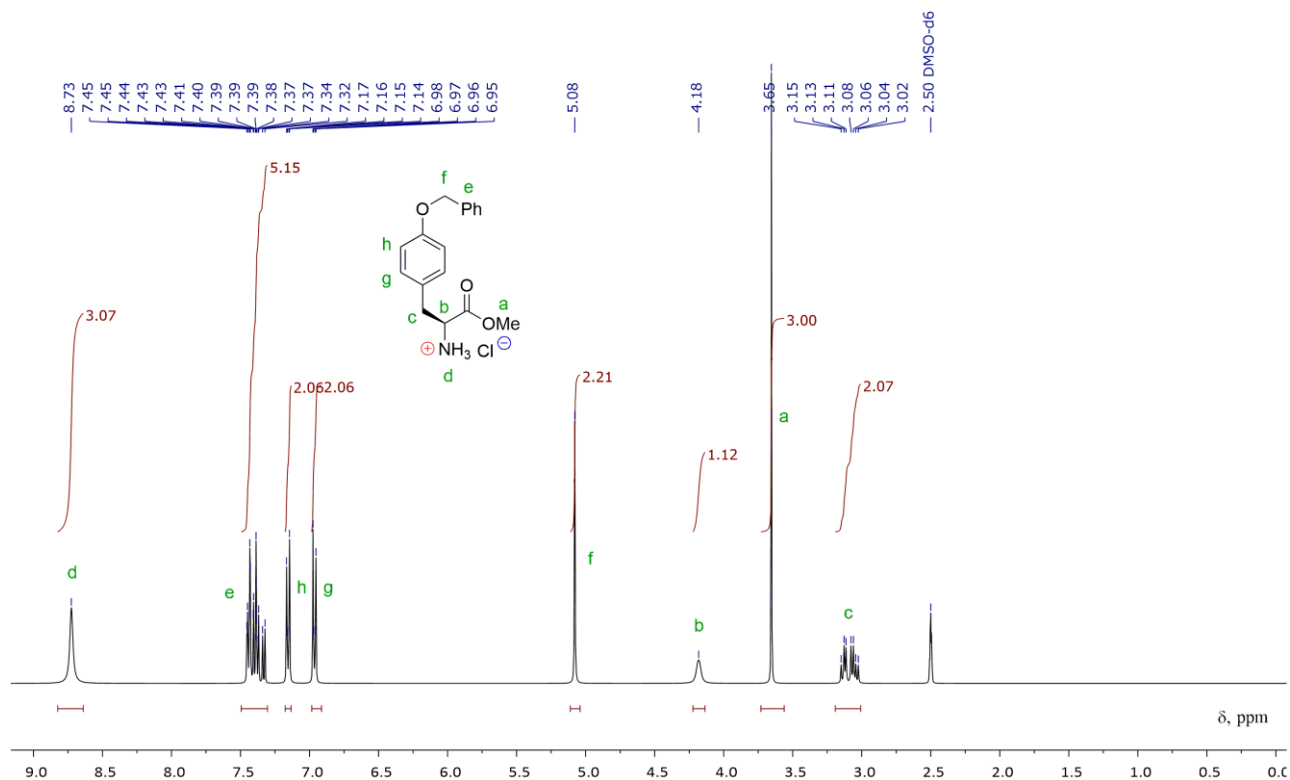 8.73
7.45
7.45
7.44
7.43
7.43
7.41
7.40
7.39
7.39
7.39
7.38
7.37
7.37
7.34
7.32
7.17
7.16
7.15
7.14
6.98
6.97
6.96
6.95
5.08
4.18
3.65
3.15
3.13
3.11
3.08
3.06
3.04
3.02
2.50 DMSO-d6
5.15
f
e
O
Ph
h
g
O
b
a
c
OMe
⊕ NH3 Cl ⊖
d
3.07
2.06
2.06
2.21
3.00
2.07
1.12
a
d
e
h
g
f
b
c
δ, ppm
9.0 8.5 8.0 7.5 7.0 6.5 6.0 5.5 5.0 4.5 4.0 3.5 3.0 2.5 2.0 1.5 1.0 0.5 0.0